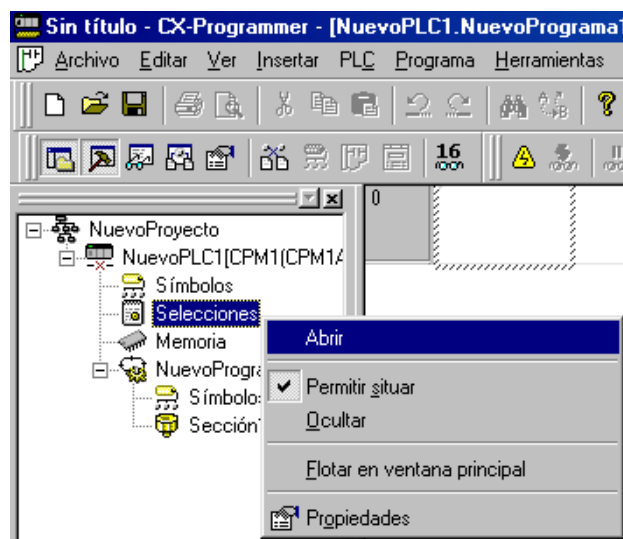 Sin título - CX-Programmer - [NuevoPLC1.NuevoPrograma1
Archivo Editar Ver Insertar PLC Programa Herramientas
16
0
NuevoProyecto
NuevoPLC1[CPM1(CPM1A
Símbolos
Selecciones
Memoria
NuevoProgra
Símbolos
Sección
Abrir
Permitir situar
Ocultar
Flotar en ventana principal
Propiedades